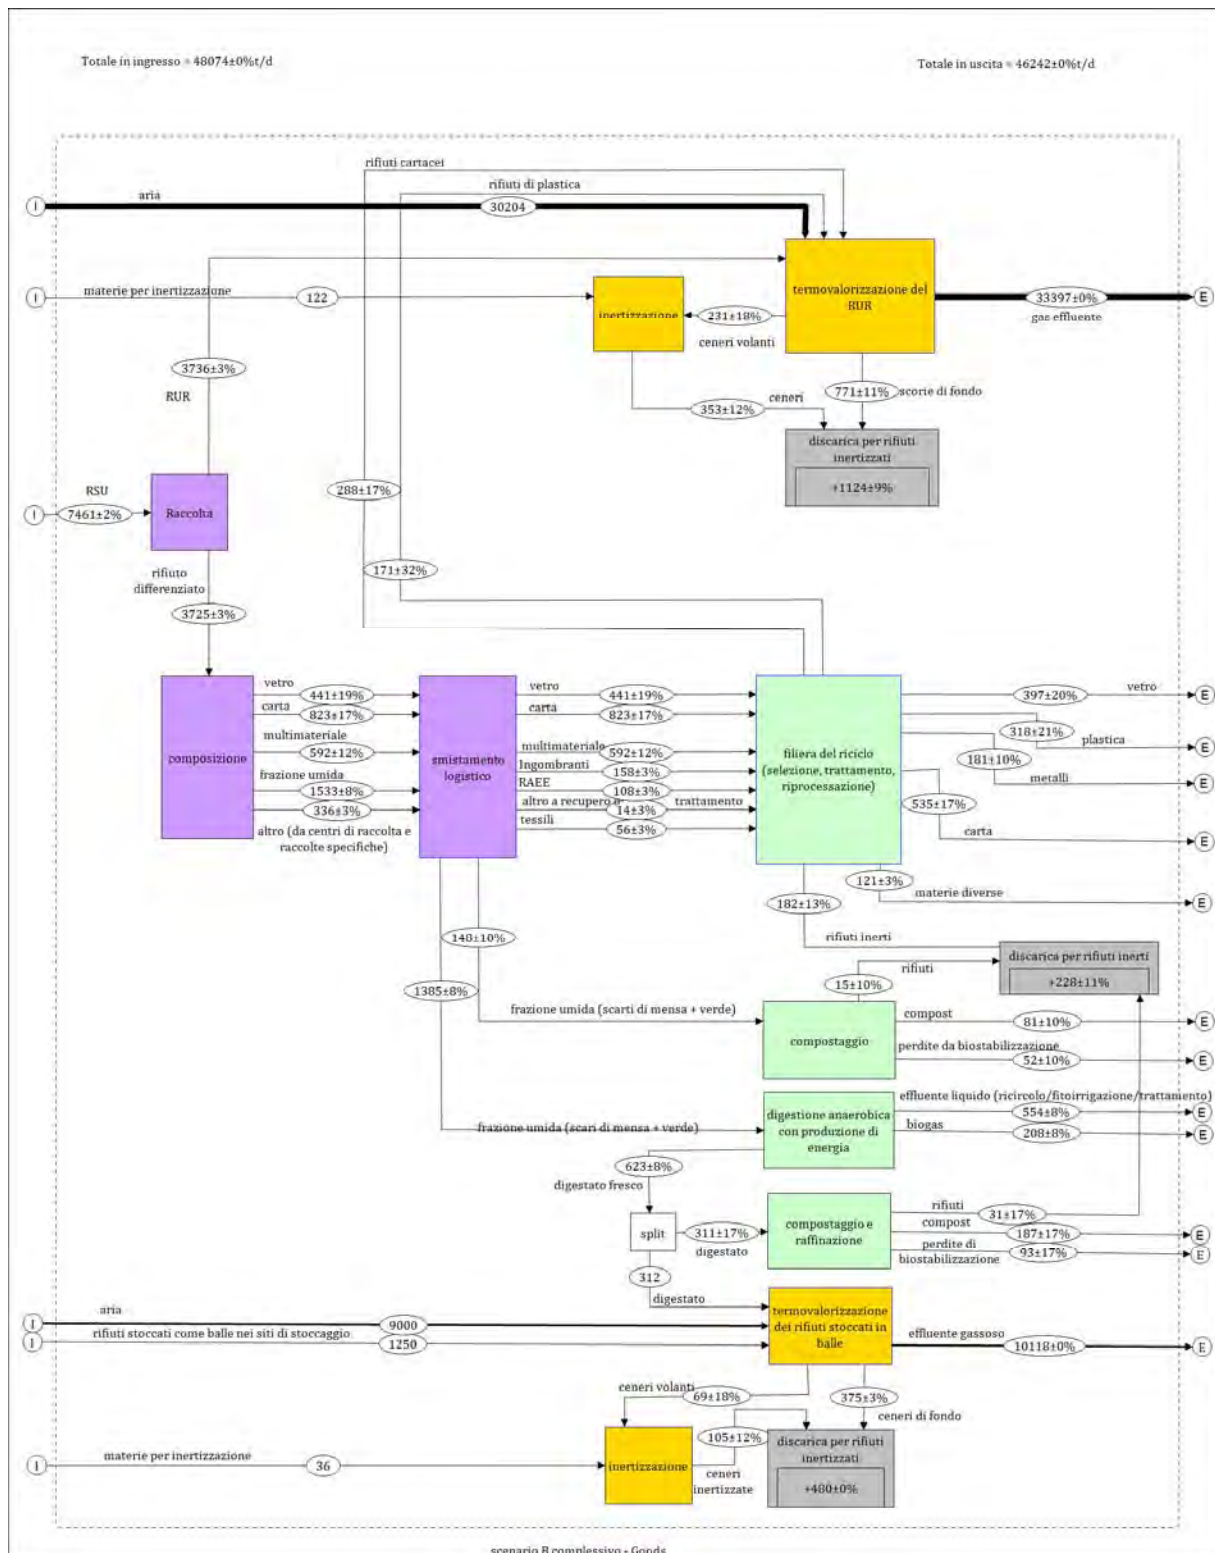 Totale in ingresso = 48074±0%t/d
Totale in uscita = 46242±0%t/d
rifiuti cartacei
rifiuti di plastica
aria
I
30204
termovalorizzazione del
RUR
I
materie per inertizzazione
122
inertizzazione
231±18%
ceneri volanti
33397±0%
gas effluente
E
3736±3%
RUR
771±11%
scorie di fondo
353±12%
ceneri
discarica per rifiuti
inertizzati
+1124±9%
288±17%
RSU
I
7461±2%
Raccolta
171±32%
rifiuto
differenziato
3725±3%
composizione
vetro
441±19%
carta
823±17%
multimateriale
592±12%
frazione umida
1533±8%
336±3%
altro (da centri di raccolta e
raccolte specifiche)
smistamento
logistico
vetro
441±19%
carta
823±17%
multimateriale
592±12%
Ingombranti
158±3%
RAEE
108±3%
altro a recupero o
14±3%
trattamento
tessili
56±3%
filiera del riciclo
(selezione, trattamento,
riprocessazione)
397±20%
vetro
E
318±21%
plastica
E
181±10%
metalli
E
535±17%
carta
E
121±3%
materie diverse
E
182±13%
rifiuti inerti
148±10%
1385±8%
discarica per rifiuti inerti
+228±11%
rifiuti
15±10%
frazione umida (scarti di mensa + verde)
compostaggio
compost
81±10%
E
perdite da biostabilizzazione
52±10%
E
frazione umida (scari di mensa + verde)
digestione anaerobica
con produzione di
energia
effluente liquido (ricircolo/fitoirrigazione/trattamento)
554±8%
E
biogas
208±8%
E
623±8%
digestato fresco
split
311±17%
digestato
compostaggio e
raffinazione
rifiuti
31±17%
compost
187±17%
E
perdite di
biostabilizzazione
93±17%
E
312
digestato
aria
I
9000
rifiuti stoccati come balle nei siti di stoccaggio
I
1250
termovalorizzazione
dei rifiuti stoccati in
balle
effluente gassoso
10118±0%
E
ceneri volanti
69±18%
375±3%
ceneri di fondo
materie per inertizzazione
I
36
inertizzazione
105±12%
ceneri
inertizzate
discarica per rifiuti
inertizzati
+480±0%
scenario B complessivo - Goods